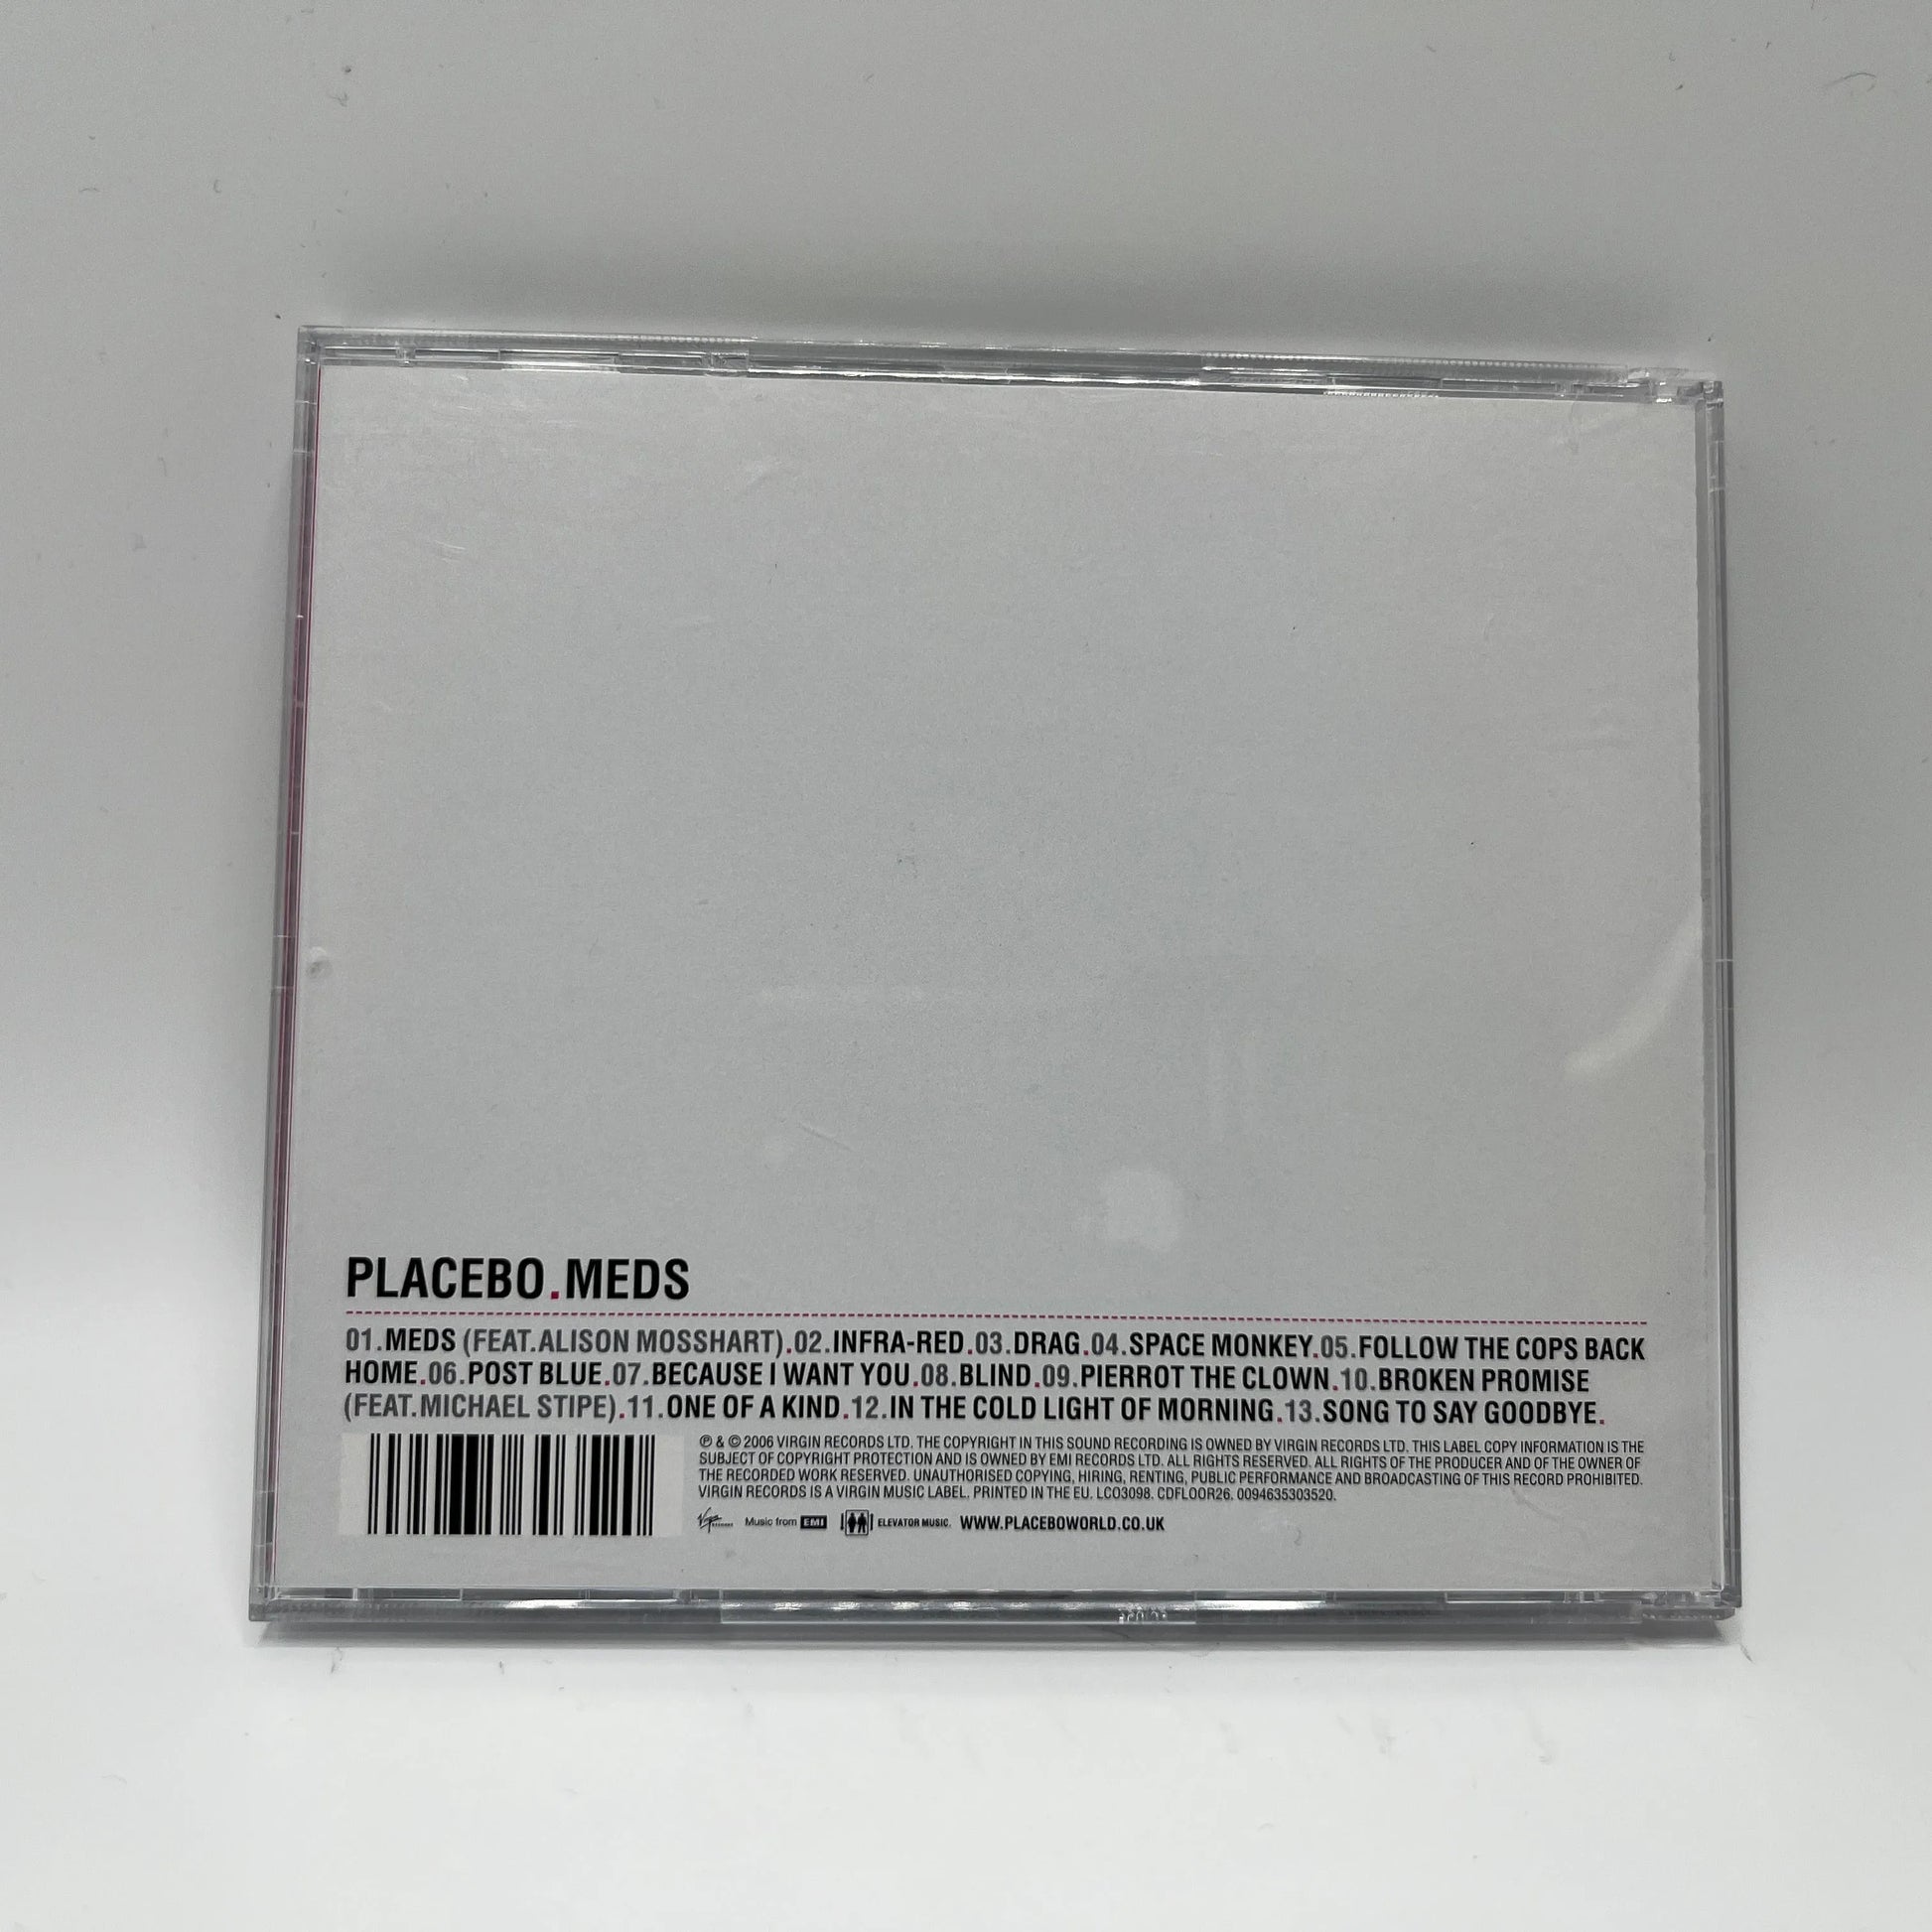 PLACEBO.MEDS
01.MEDS (FEAT.ALISON MOSSHART).02.INFRA-RED.03.DRAG.04.SPACE MONKEY.05.FOLLOW THE COPS BACK
HOME.06.POST BLUE.07.BECAUSE I WANT YOU.08.BLIND.09.PIERROT THE CLOWN.10.BROKEN PROMISE
(FEAT.MICHAEL STIPE).11.ONE OF A KIND.12.IN THE COLD LIGHT OF MORNING.13.SONG TO SAY GOODBYE.
℗ & © 2006 VIRGIN RECORDS LTD. THE COPYRIGHT IN THIS SOUND RECORDING IS OWNED BY VIRGIN RECORDS LTD. THIS LABEL COPY INFORMATION IS THE
SUBJECT OF COPYRIGHT PROTECTION AND IS OWNED BY EMI RECORDS LTD. ALL RIGHTS RESERVED. ALL RIGHTS OF THE PRODUCER AND OF THE OWNER OF
THE RECORDED WORK RESERVED. UNAUTHORISED COPYING, HIRING, RENTING, PUBLIC PERFORMANCE AND BROADCASTING OF THIS RECORD PROHIBITED.
VIRGIN RECORDS IS A VIRGIN MUSIC LABEL. PRINTED IN THE EU. LC03098. CDFLOOR26. 0094635303520.
Virgin RECORDS Music from EMI ELEVATOR MUSIC. WWW.PLACEBOWORLD.CO.UK